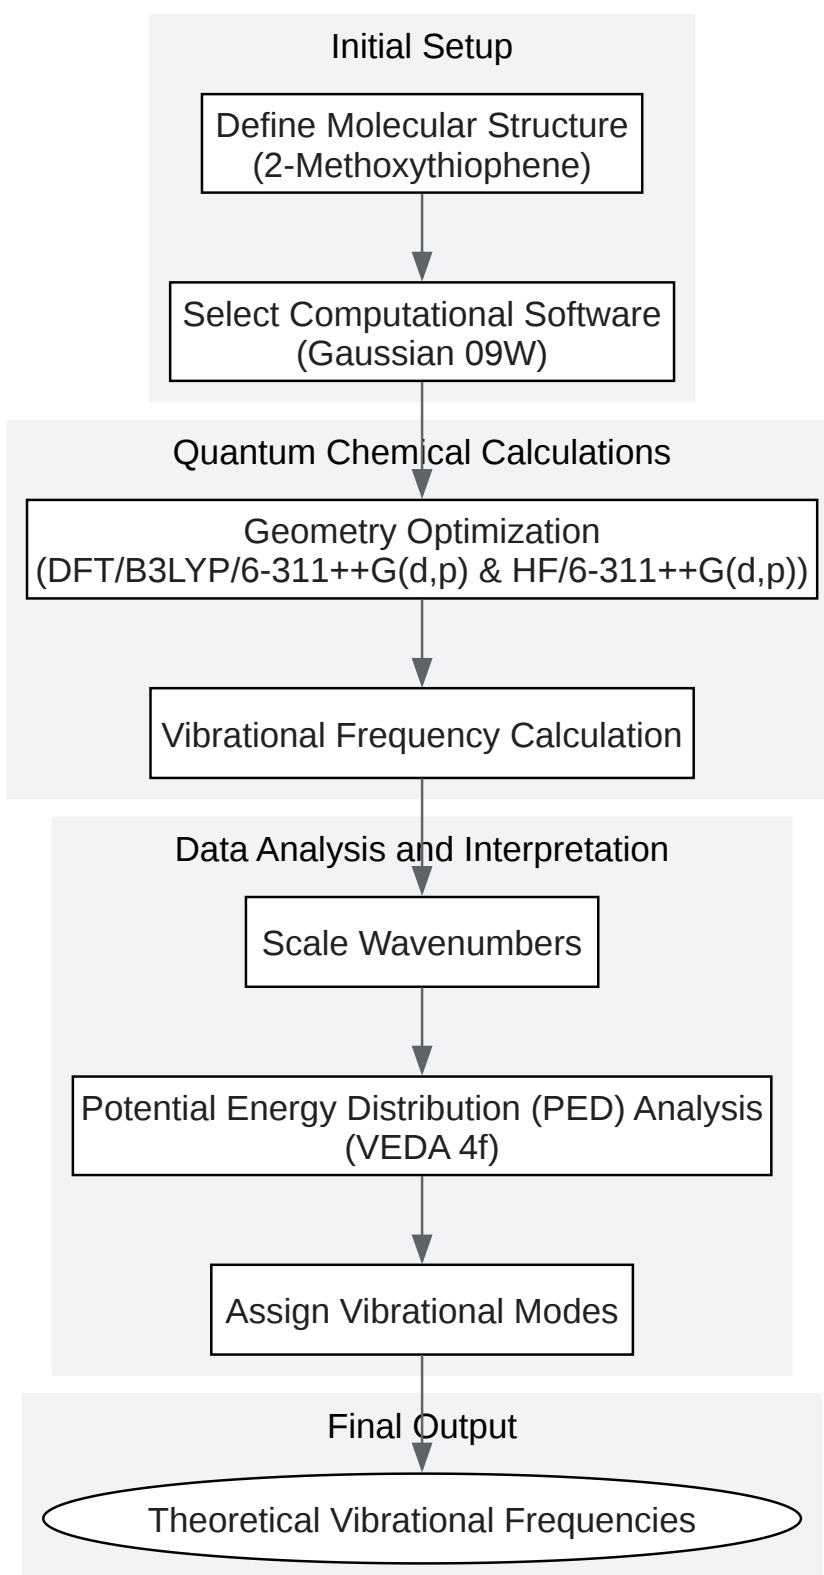 Initial Setup
Define Molecular Structure
(2-Methoxythiophene)
Select Computational Software
(Gaussian 09W)
Quantum Chemical Calculations
Geometry Optimization
(DFT/B3LYP/6-311++G(d,p) & HF/6-311++G(d,p))
Vibrational Frequency Calculation
Data Analysis and Interpretation
Scale Wavenumbers
Potential Energy Distribution (PED) Analysis
(VEDA 4f)
Assign Vibrational Modes
Final Output
Theoretical Vibrational Frequencies